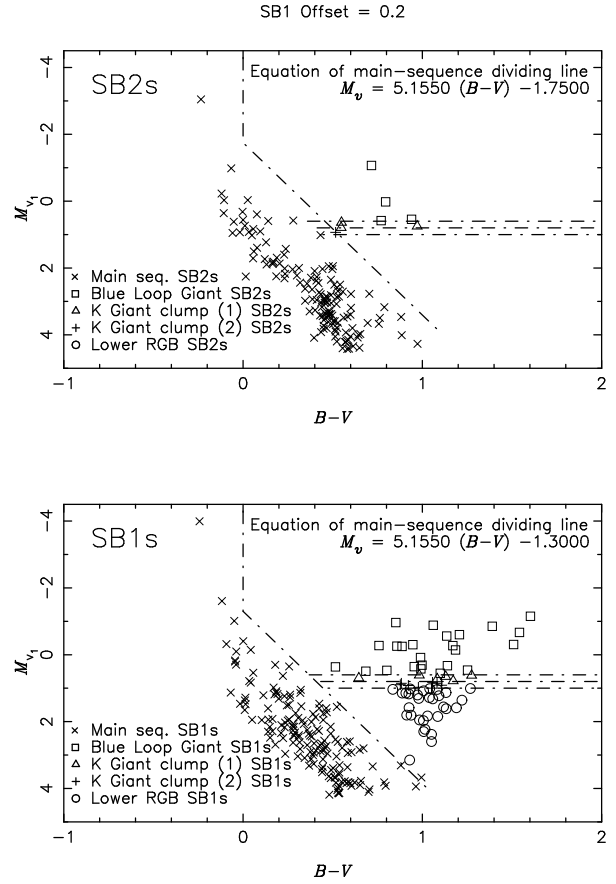 SB1 Offset = 0.2
SB2s
Equation of main-sequence dividing line
Mᵥ = 5.1550 (B−V) −1.7500
−4
−2
0
2
4
Mᵥ₁
× Main seq. SB2s
□ Blue Loop Giant SB2s
△ K Giant clump (1) SB2s
+ K Giant clump (2) SB2s
○ Lower RGB SB2s
−1 0 1 2
B−V
SB1s
Equation of main-sequence dividing line
Mᵥ = 5.1550 (B−V) −1.3000
−4
−2
0
2
4
Mᵥ₁
× Main seq. SB1s
□ Blue Loop Giant SB1s
△ K Giant clump (1) SB1s
+ K Giant clump (2) SB1s
○ Lower RGB SB1s
−1 0 1 2
B−V